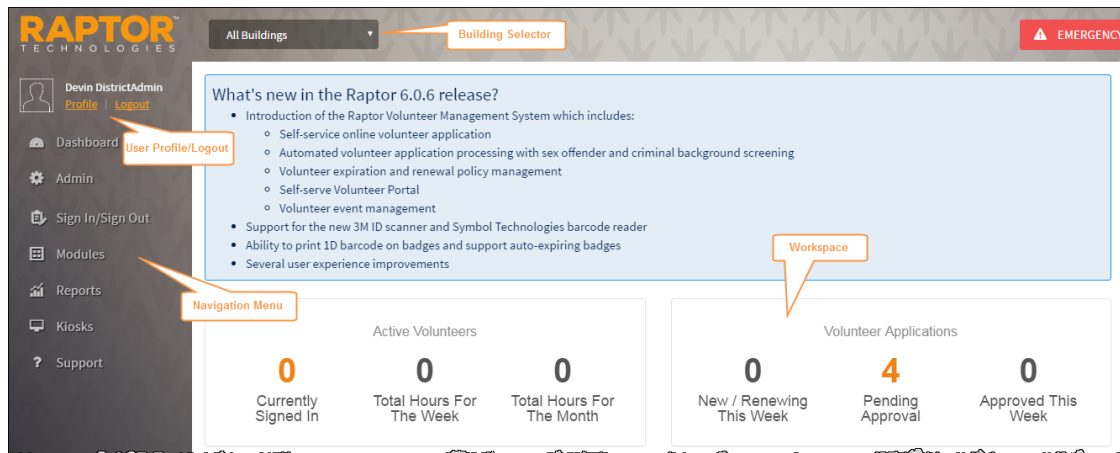 RAPTOR™
TECHNOLOGIES
All Buildings
Building Selector
EMERGENCY
Devin DistrictAdmin
Profile | Logout
User Profile/Logout
Dashboard
Admin
Sign In/Sign Out
Modules
Navigation Menu
Reports
Kiosks
? Support
What's new in the Raptor 6.0.6 release?
• Introduction of the Raptor Volunteer Management System which includes:
◦ Self-service online volunteer application
◦ Automated volunteer application processing with sex offender and criminal background screening
◦ Volunteer expiration and renewal policy management
◦ Self-serve Volunteer Portal
◦ Volunteer event management
• Support for the new 3M ID scanner and Symbol Technologies barcode reader
• Ability to print 1D barcode on badges and support auto-expiring badges
• Several user experience improvements
Workspace
Active Volunteers
0
Currently
Signed In
0
Total Hours For
The Week
0
Total Hours For
The Month
Volunteer Applications
0
New / Renewing
This Week
4
Pending
Approval
0
Approved This
Week